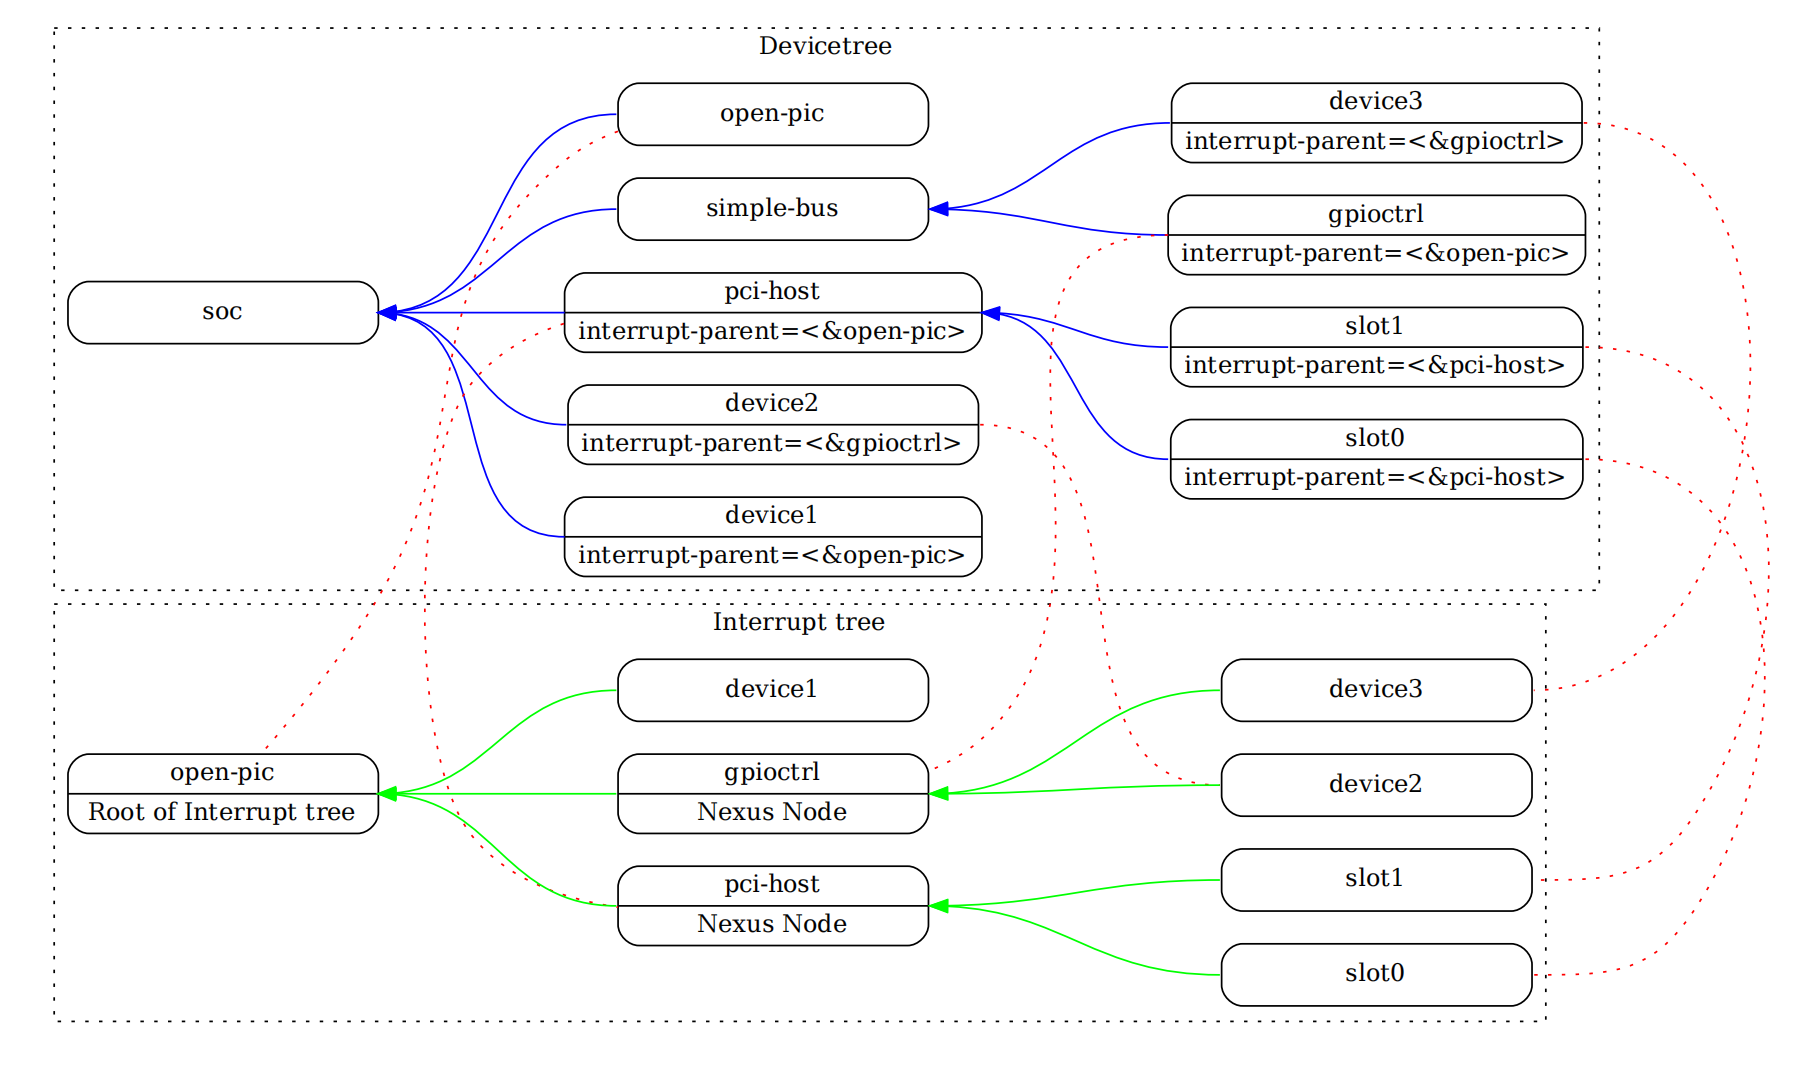 Devicetree
open-pic
simple-bus
soc
pci-host
interrupt-parent=<&open-pic>
device2
interrupt-parent=<&gpioctrl>
device1
interrupt-parent=<&open-pic>
device3
interrupt-parent=<&gpioctrl>
gpioctrl
interrupt-parent=<&open-pic>
slot1
interrupt-parent=<&pci-host>
slot0
interrupt-parent=<&pci-host>
Interrupt tree
open-pic
Root of Interrupt tree
device1
gpioctrl
Nexus Node
pci-host
Nexus Node
device3
device2
slot1
slot0